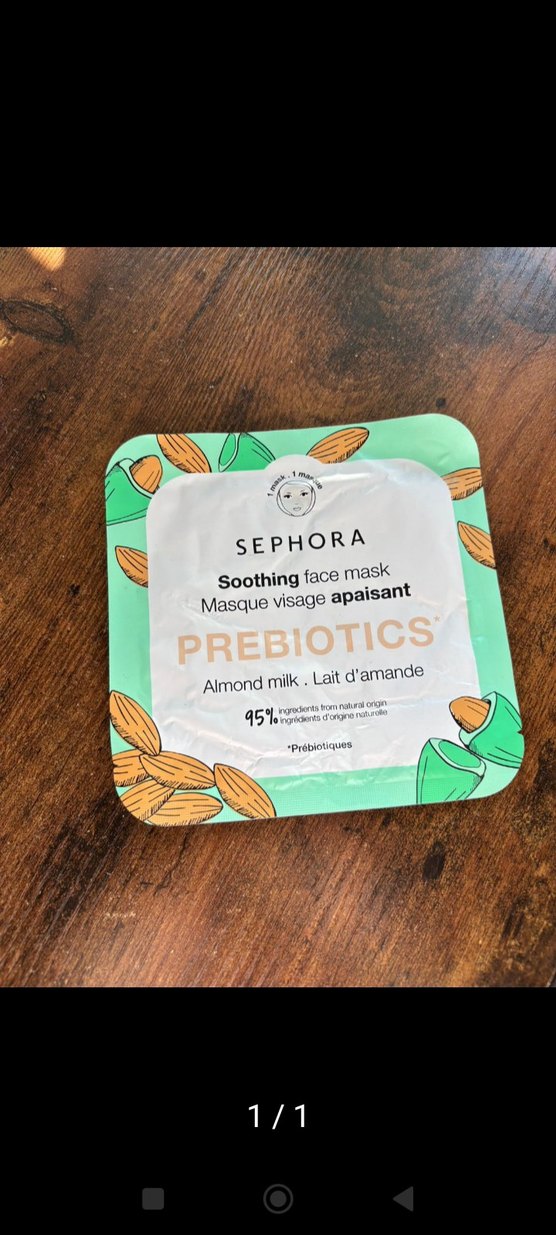 1 mask . 1 masque
SEPHORA
Soothing face mask
Masque visage apaisant
PREBIOTICS*
Almond milk . Lait d'amande
95% ingredients from natural origin
ingrédients d'origine naturelle
*Prébiotiques
1 / 1